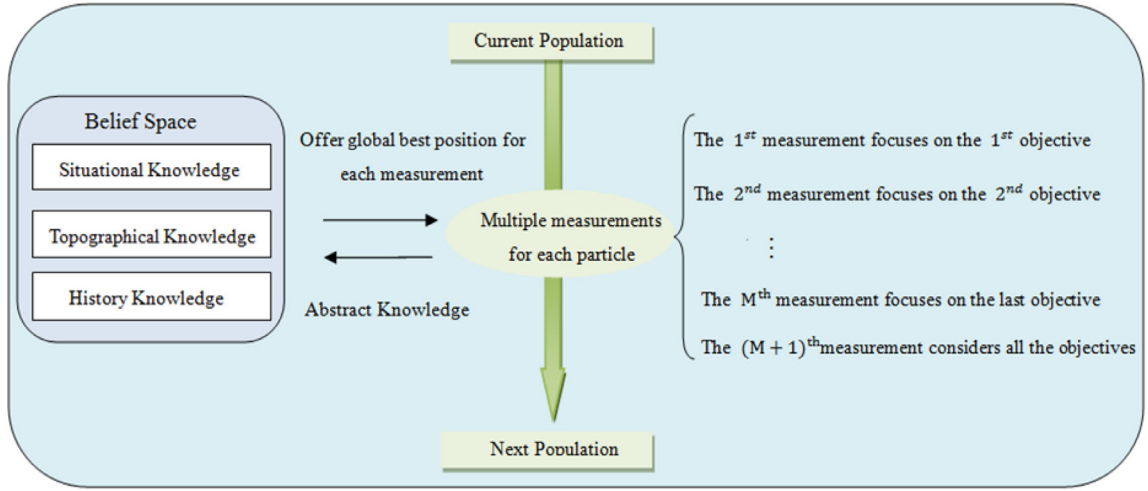 Current Population
Belief Space
Situational Knowledge
Topographical Knowledge
History Knowledge
Offer global best position for
each measurement
Abstract Knowledge
Multiple measurements
for each particle
The 1st measurement focuses on the 1st objective
The 2nd measurement focuses on the 2nd objective
⋮
The Mth measurement focuses on the last objective
The (M + 1)th measurement considers all the objectives
Next Population